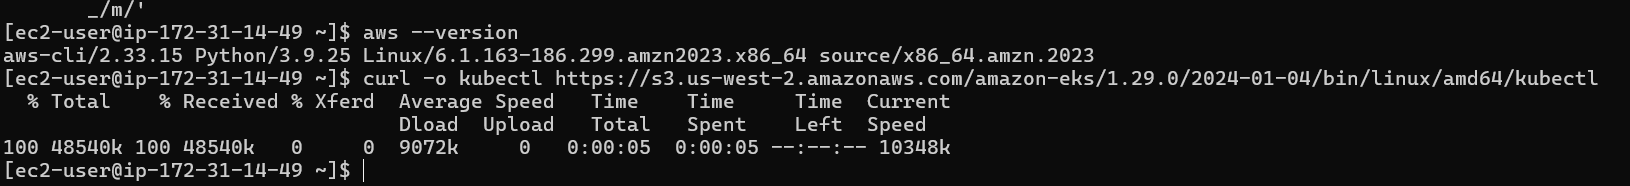 _/m/'
[ec2-user@ip-172-31-14-49 ~]$ aws --version
aws-cli/2.33.15 Python/3.9.25 Linux/6.1.163-186.299.amzn2023.x86_64 source/x86_64.amzn.2023
[ec2-user@ip-172-31-14-49 ~]$ curl -o kubectl https://s3.us-west-2.amazonaws.com/amazon-eks/1.29.0/2024-01-04/bin/linux/amd64/kubectl
  % Total    % Received % Xferd  Average Speed   Time    Time     Time  Current
                                 Dload  Upload   Total   Spent    Left  Speed
100 48540k 100 48540k   0      0  9072k     0   0:00:05  0:00:05 --:--:-- 10348k
[ec2-user@ip-172-31-14-49 ~]$